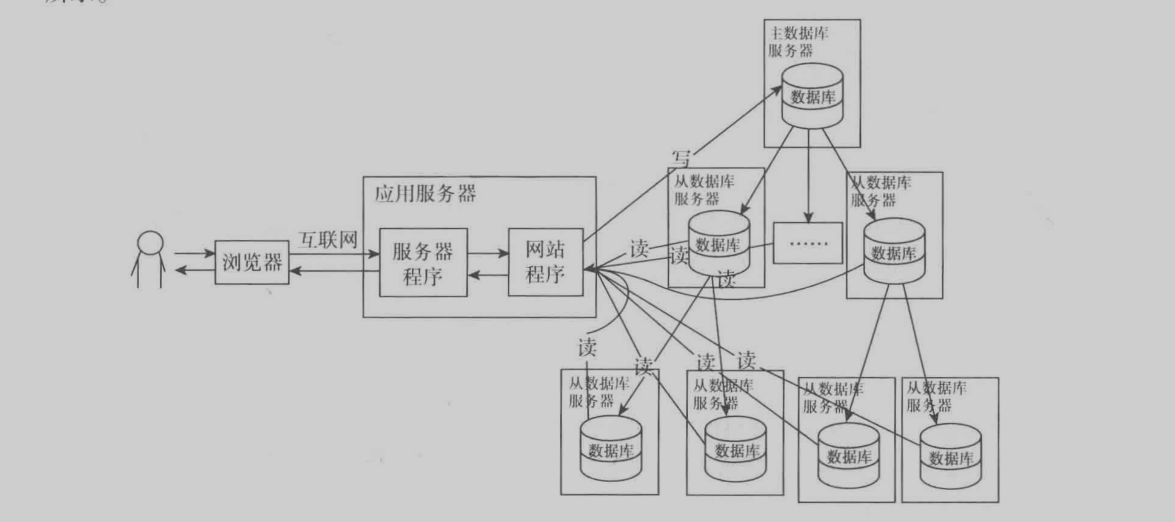 所示。
主数据库
服务器
数据库
写
应用服务器
从数据库
服务器
数据库
……
从数据库
服务器
数据库
互联网
浏览器
服务器
程序
网站
程序
读
读
读
读
读
读
读
从数据库
服务器
数据库
从数据库
服务器
数据库
从数据库
服务器
数据库
从数据库
服务器
数据库